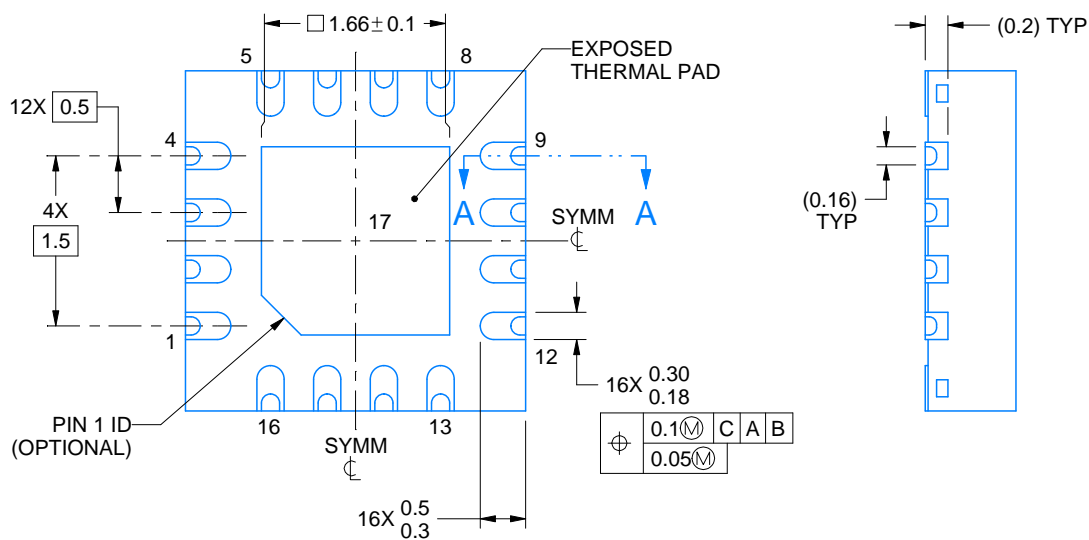 □ 1.66± 0.1
(0.2) TYP
5
8
EXPOSED
THERMAL PAD
12X 0.5
4
9
4X
1.5
17
A
A
SYMM
℄
(0.16)
TYP
1
12
16X 0.30
0.18
⌖ 0.1Ⓜ C A B
0.05Ⓜ
PIN 1 ID
(OPTIONAL)
16
13
SYMM
℄
16X 0.5
0.3